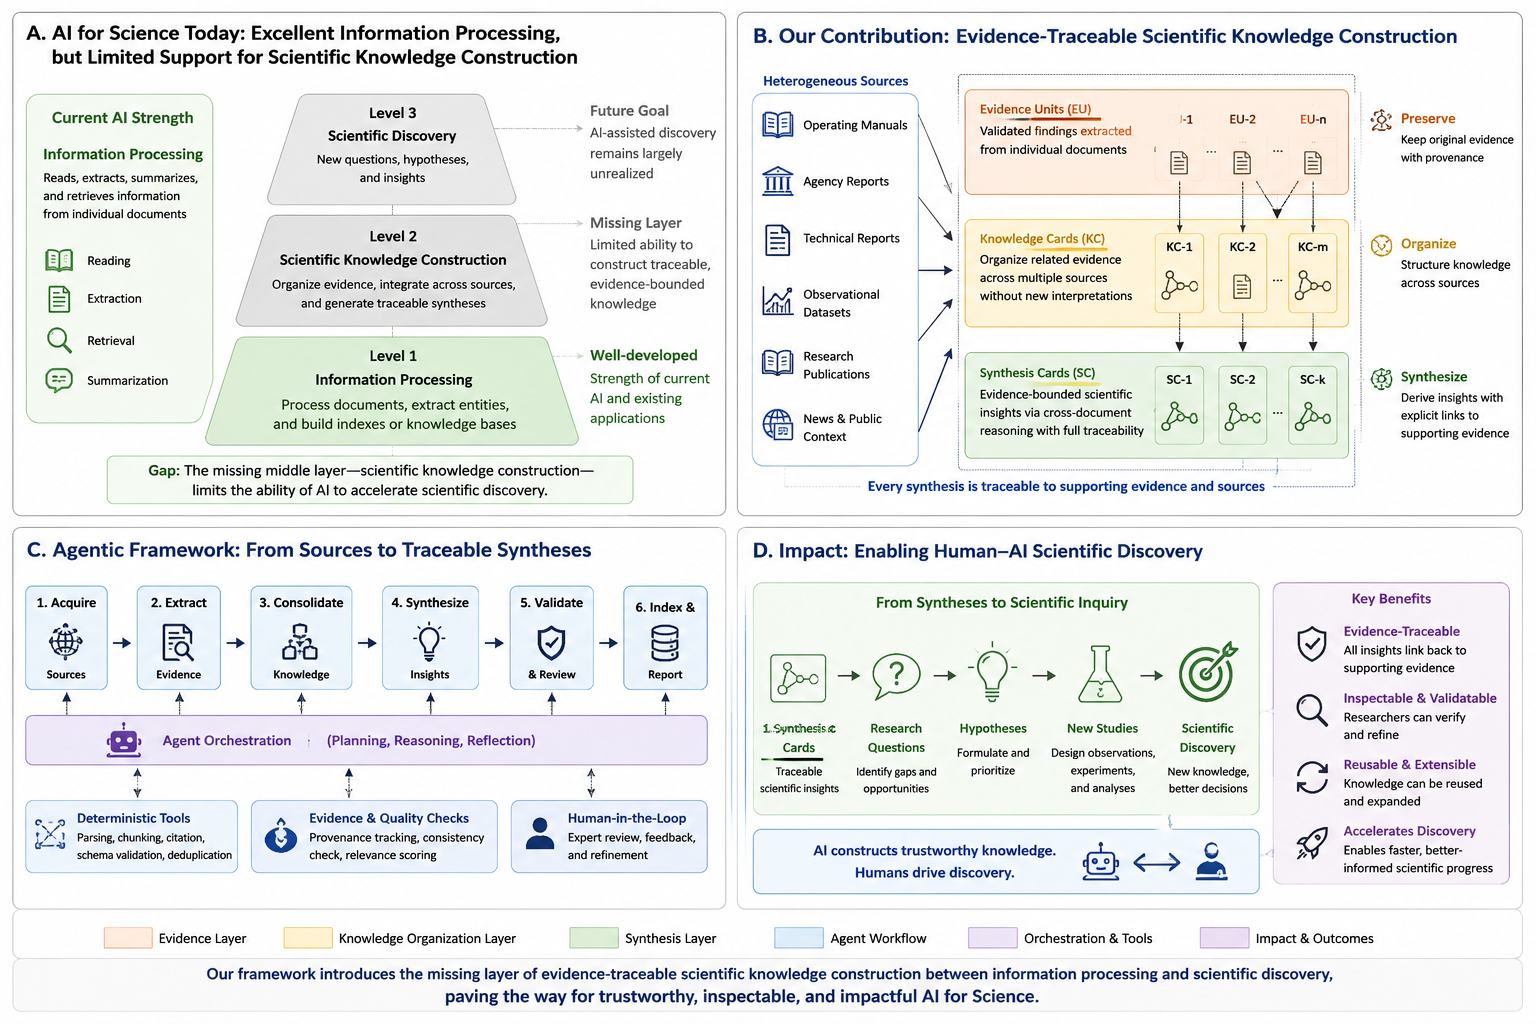 A. AI for Science Today: Excellent Information Processing,
but Limited Support for Scientific Knowledge Construction
Current AI Strength
Information Processing
Reads, extracts, summarizes,
and retrieves information
from individual documents
Reading
Extraction
Retrieval
Summarization
Level 3
Scientific Discovery
New questions, hypotheses,
and insights
Future Goal
AI-assisted discovery
remains largely
unrealized
Level 2
Scientific Knowledge Construction
Organize evidence, integrate across sources,
and generate traceable syntheses
Missing Layer
Limited ability to
construct traceable,
evidence-bounded
knowledge
Level 1
Information Processing
Process documents, extract entities,
and build indexes or knowledge bases
Well-developed
Strength of current
AI and existing
applications
Gap: The missing middle layer—scientific knowledge construction—
limits the ability of AI to accelerate scientific discovery.
B. Our Contribution: Evidence-Traceable Scientific Knowledge Construction
Heterogeneous Sources
Operating Manuals
Agency Reports
Technical Reports
Observational
Datasets
Research
Publications
News & Public
Context
Evidence Units (EU)
Validated findings extracted
from individual documents
-1
EU-2
EU-n
...
...
Preserve
Keep original evidence
with provenance
Knowledge Cards (KC)
Organize related evidence
across multiple sources
without new interpretations
KC-1
KC-2
KC-m
...
Organize
Structure knowledge
across sources
Synthesis Cards (SC)
Evidence-bounded scientific
insights via cross-document
reasoning with full traceability
SC-1
SC-2
SC-k
...
Synthesize
Derive insights with
explicit links to
supporting evidence
Every synthesis is traceable to supporting evidence and sources
C. Agentic Framework: From Sources to Traceable Syntheses
1. Acquire
Sources
2. Extract
Evidence
3. Consolidate
Knowledge
4. Synthesize
Insights
5. Validate
& Review
6. Index &
Report
Agent Orchestration (Planning, Reasoning, Reflection)
Deterministic Tools
Parsing, chunking, citation,
schema validation, deduplication
Evidence & Quality Checks
Provenance tracking, consistency
check, relevance scoring
Human-in-the-Loop
Expert review, feedback,
and refinement
D. Impact: Enabling Human–AI Scientific Discovery
From Syntheses to Scientific Inquiry
1. Synthesis
Cards
Traceable
scientific insights
Research
Questions
Identify gaps and
opportunities
Hypotheses
Formulate and
prioritize
New Studies
Design observations,
experiments,
and analyses
Scientific
Discovery
New knowledge,
better decisions
AI constructs trustworthy knowledge.
Humans drive discovery.
Key Benefits
Evidence-Traceable
All insights link back to
supporting evidence
Inspectable & Validatable
Researchers can verify
and refine
Reusable & Extensible
Knowledge can be reused
and expanded
Accelerates Discovery
Enables faster, better-
informed scientific progress
Evidence Layer
Knowledge Organization Layer
Synthesis Layer
Agent Workflow
Orchestration & Tools
Impact & Outcomes
Our framework introduces the missing layer of evidence-traceable scientific knowledge construction between information processing and scientific discovery,
paving the way for trustworthy, inspectable, and impactful AI for Science.